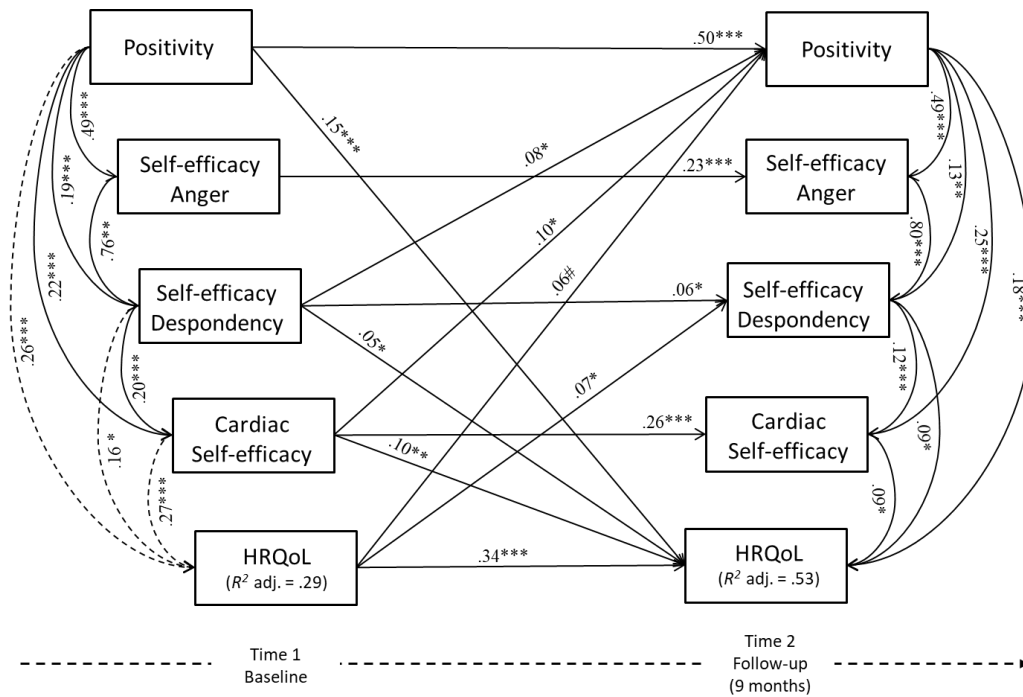 Positivity
.50***
Positivity
.49***
.15***
.49***
Self-efficacy
Anger
.19***
.08*
.23***
Self-efficacy
Anger
.13**
.76**
.10*
.80***
.25***
.22***
.06#
.18***
Self-efficacy
Despondency
.06*
Self-efficacy
Despondency
.26***
.05*
.20***
.07*
.12***
Cardiac
Self-efficacy
.26***
Cardiac
Self-efficacy
.16*
.10**
.09*
.27***
.09*
HRQoL
(R² adj. = .29)
.34***
HRQoL
(R² adj. = .53)
Time 1
Baseline
Time 2
Follow-up
(9 months)